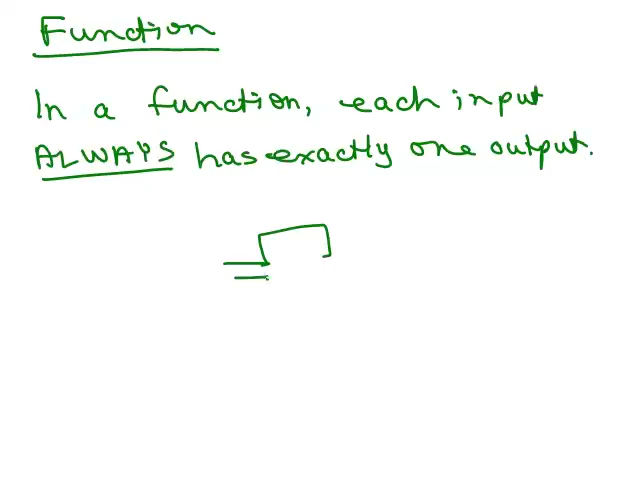 Function
In a function, each input
ALWAYS has exactly one output.